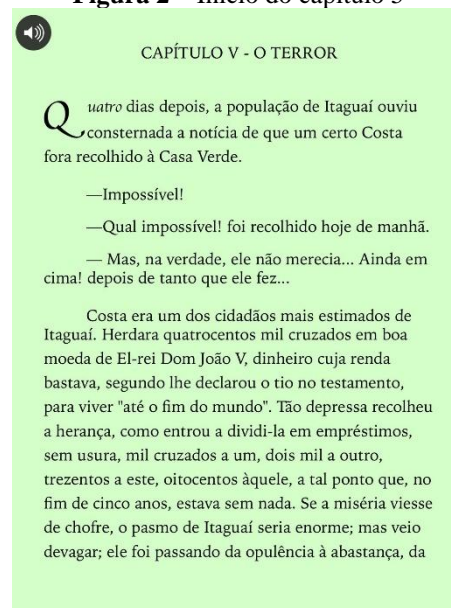 Figura 2 – Início do capítulo 5
CAPÍTULO V - O TERROR
Quatro dias depois, a população de Itaguaí ouviu
consternada a notícia de que um certo Costa
fora recolhido à Casa Verde.
—Impossível!
—Qual impossível! foi recolhido hoje de manhã.
— Mas, na verdade, ele não merecia... Ainda em
cima! depois de tanto que ele fez...
Costa era um dos cidadãos mais estimados de
Itaguaí. Herdara quatrocentos mil cruzados em boa
moeda de El-rei Dom João V, dinheiro cuja renda
bastava, segundo lhe declarou o tio no testamento,
para viver "até o fim do mundo". Tão depressa recolheu
a herança, como entrou a dividi-la em empréstimos,
sem usura, mil cruzados a um, dois mil a outro,
trezentos a este, oitocentos àquele, a tal ponto que, no
fim de cinco anos, estava sem nada. Se a miséria viesse
de chofre, o pasmo de Itaguaí seria enorme; mas veio
devagar; ele foi passando da opulência à abastança, da